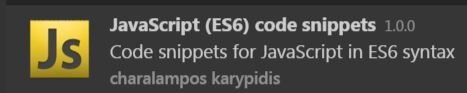 JS
JavaScript (ES6) code snippets 1.0.0
Code snippets for JavaScript in ES6 syntax
charalampos karypidis